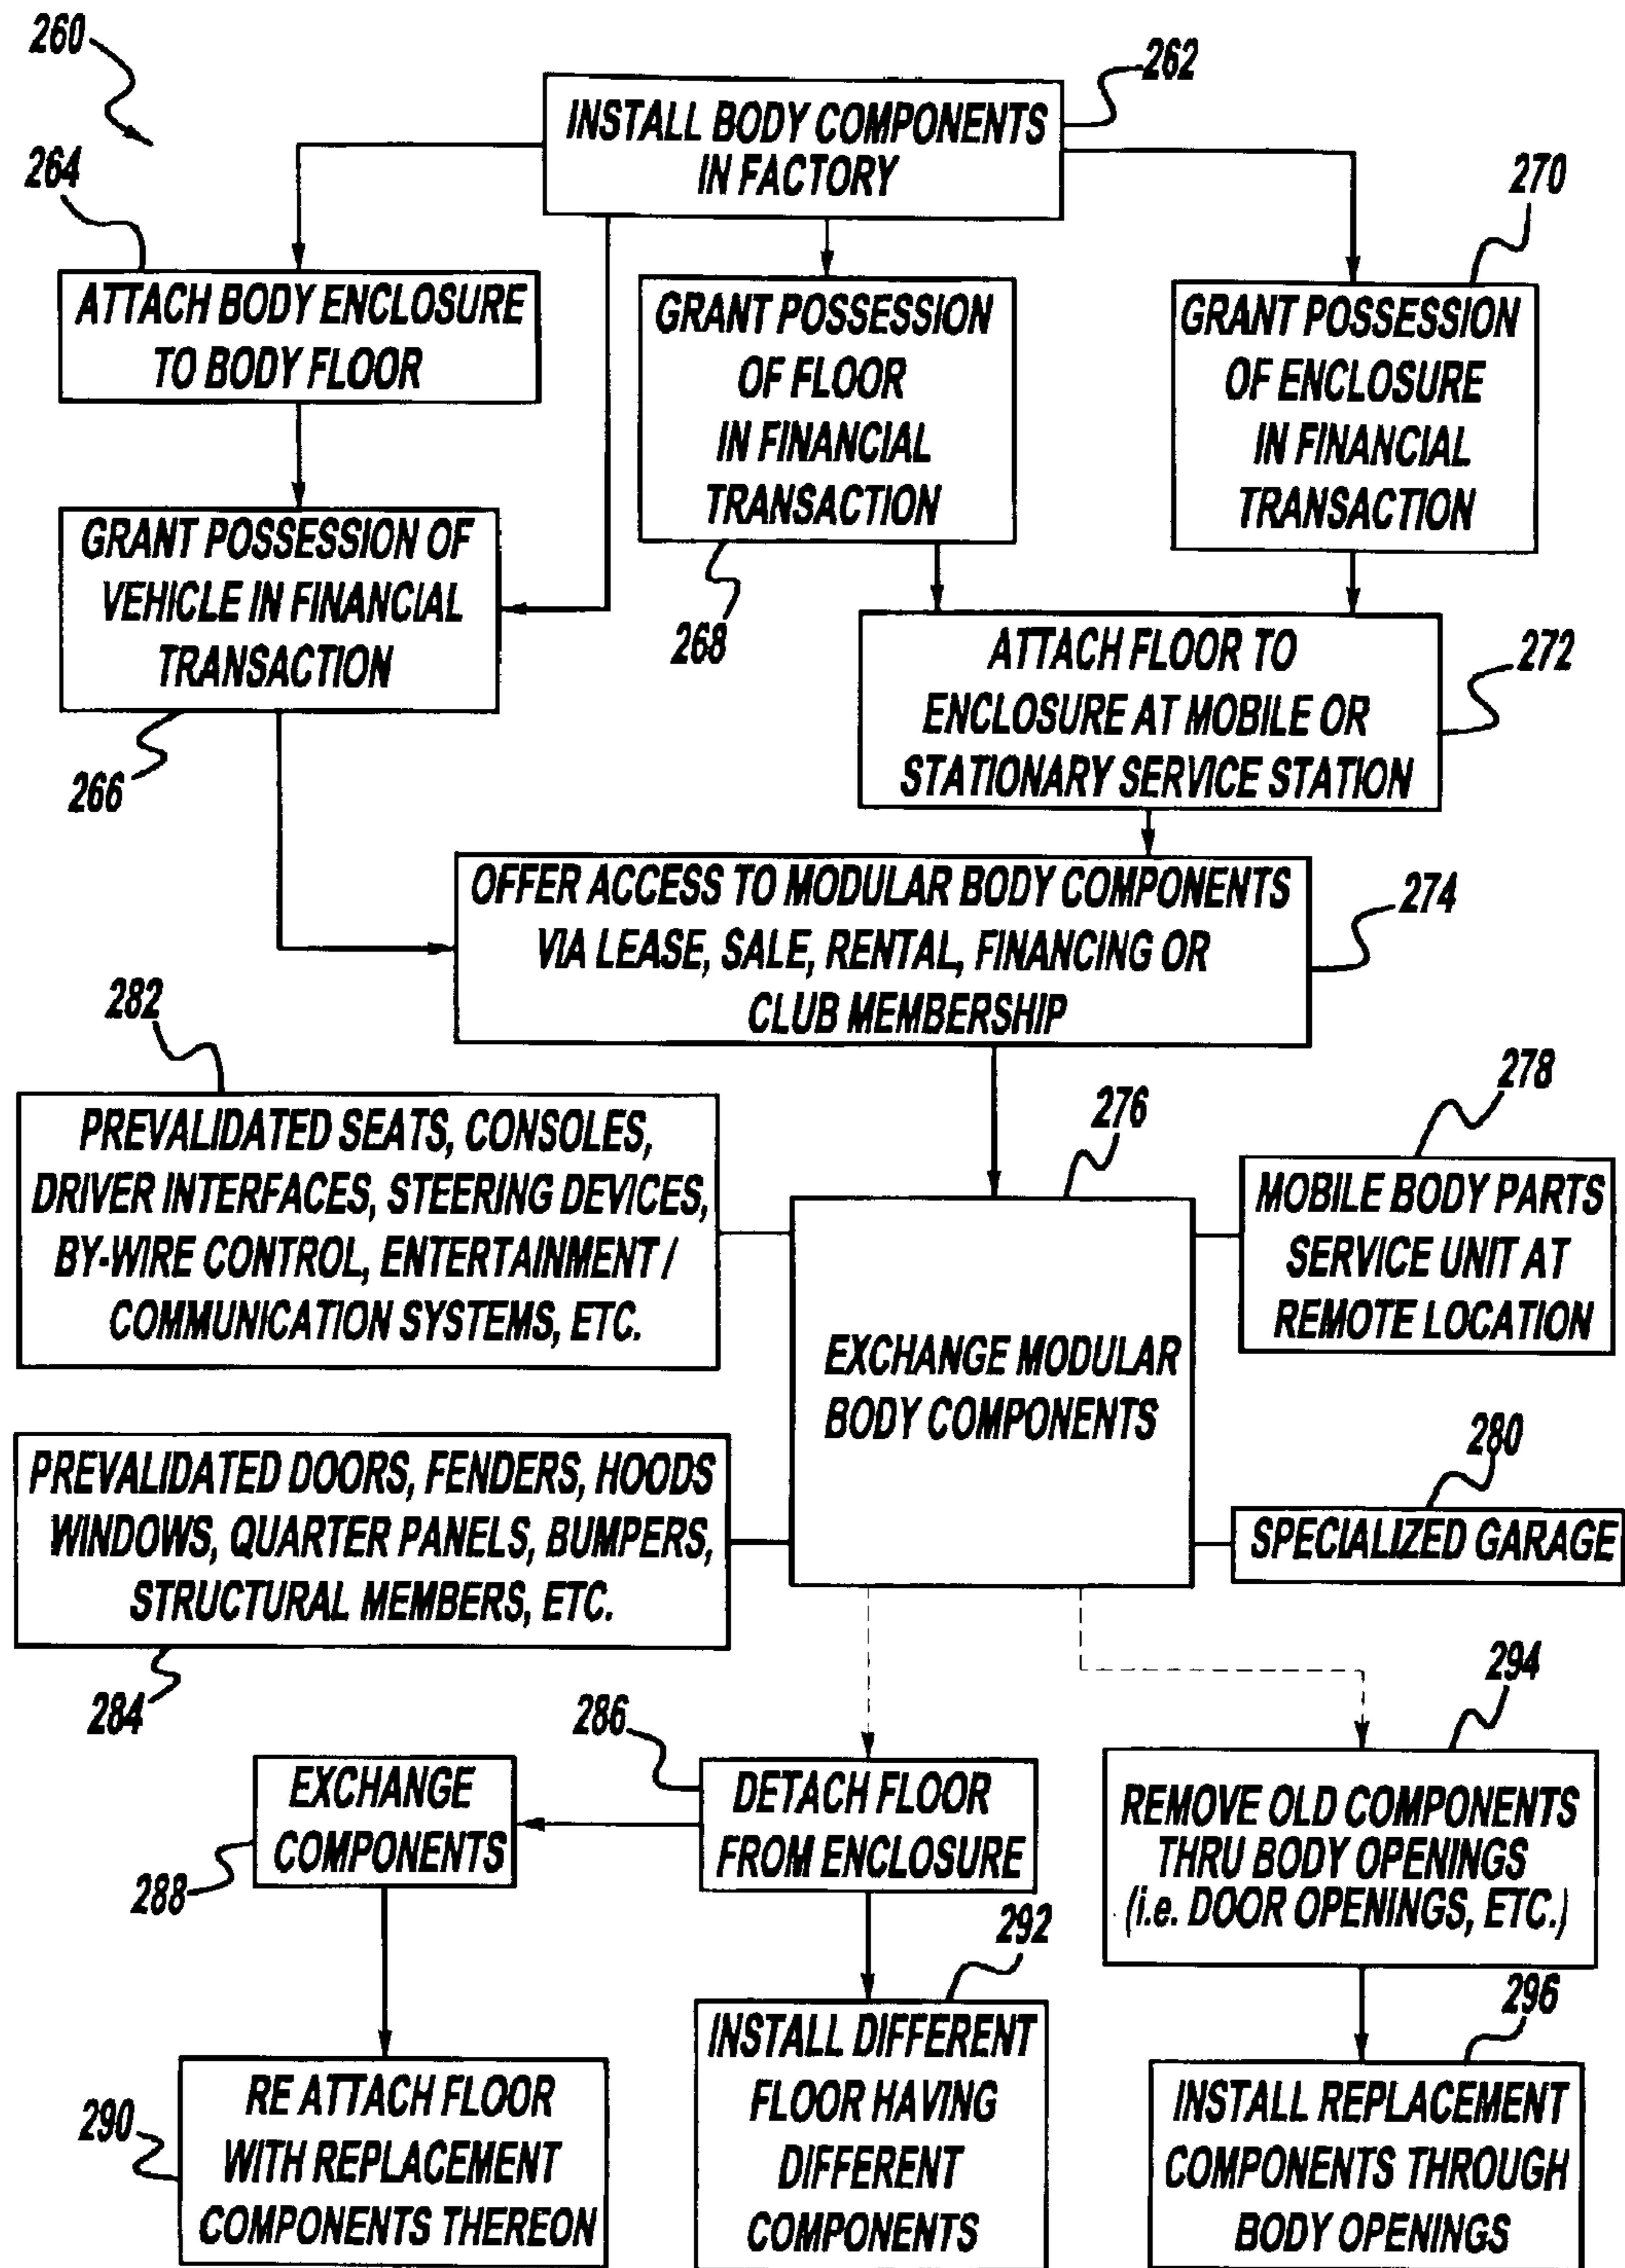 260
262
INSTALL BODY COMPONENTS
IN FACTORY
264
270
ATTACH BODY ENCLOSURE
TO BODY FLOOR
GRANT POSSESSION
OF FLOOR
IN FINANCIAL
TRANSACTION
GRANT POSSESSION
OF ENCLOSURE
IN FINANCIAL
TRANSACTION
GRANT POSSESSION OF
VEHICLE IN FINANCIAL
TRANSACTION
268
266
ATTACH FLOOR TO
ENCLOSURE AT MOBILE OR
STATIONARY SERVICE STATION
272
OFFER ACCESS TO MODULAR BODY COMPONENTS
VIA LEASE, SALE, RENTAL, FINANCING OR
CLUB MEMBERSHIP
274
282
276
278
PREVALIDATED SEATS, CONSOLES,
DRIVER INTERFACES, STEERING DEVICES,
BY-WIRE CONTROL, ENTERTAINMENT /
COMMUNICATION SYSTEMS, ETC.
MOBILE BODY PARTS
SERVICE UNIT AT
REMOTE LOCATION
EXCHANGE MODULAR
BODY COMPONENTS
280
PREVALIDATED DOORS, FENDERS, HOODS
WINDOWS, QUARTER PANELS, BUMPERS,
STRUCTURAL MEMBERS, ETC.
SPECIALIZED GARAGE
284
286
294
EXCHANGE
COMPONENTS
288
DETACH FLOOR
FROM ENCLOSURE
REMOVE OLD COMPONENTS
THRU BODY OPENINGS
(i.e. DOOR OPENINGS, ETC.)
292
296
290
RE ATTACH FLOOR
WITH REPLACEMENT
COMPONENTS THEREON
INSTALL DIFFERENT
FLOOR HAVING
DIFFERENT
COMPONENTS
INSTALL REPLACEMENT
COMPONENTS THROUGH
BODY OPENINGS